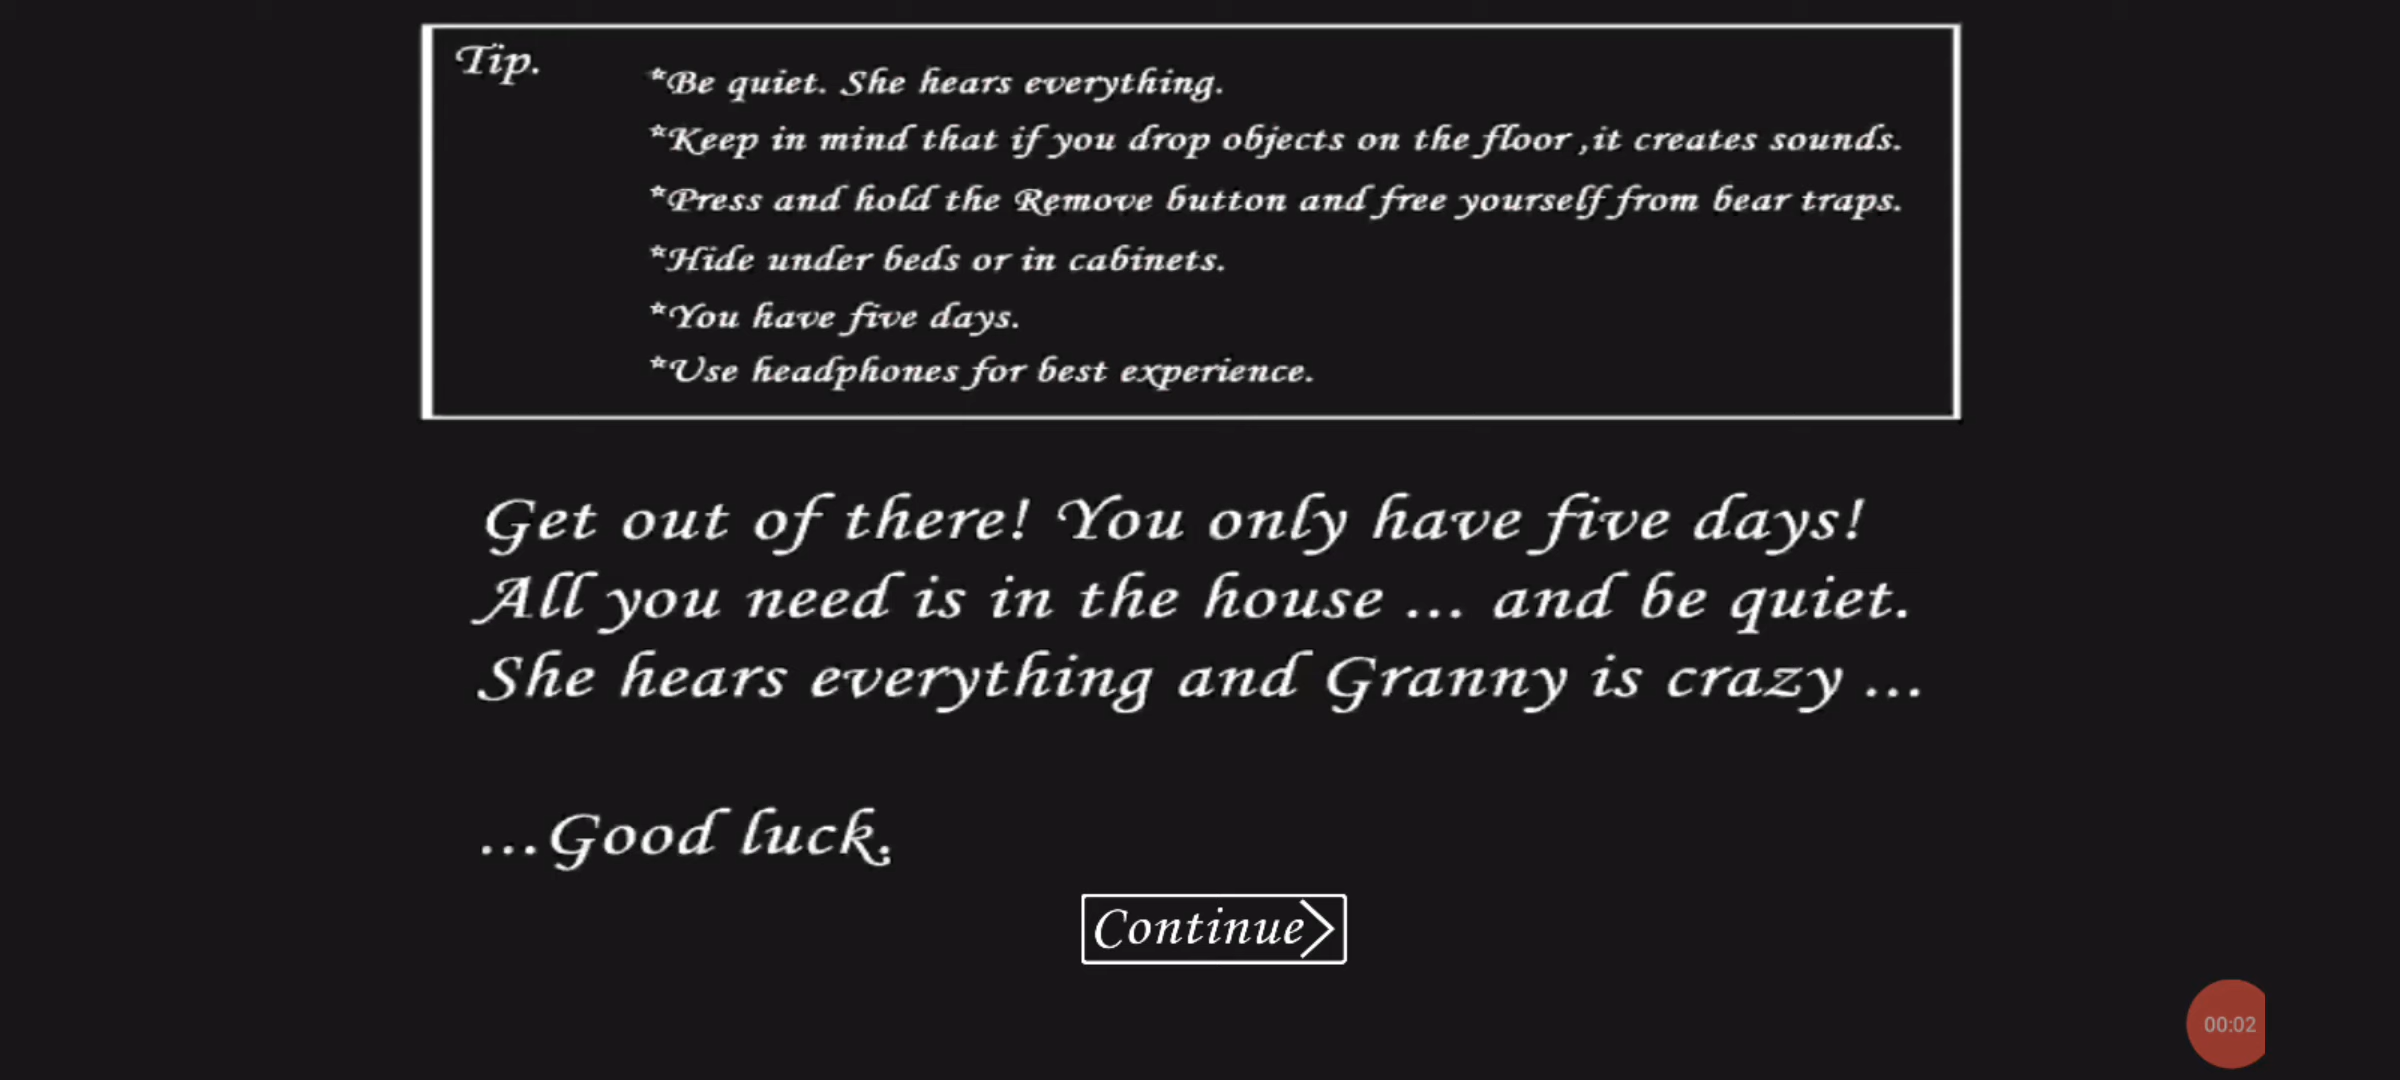 Tip.
*Be quiet. She hears everything.
*Keep in mind that if you drop objects on the floor ,it creates sounds.
*Press and hold the Remove button and free yourself from bear traps.
*Hide under beds or in cabinets.
*You have five days.
*Use headphones for best experience.
Get out of there! You only have five days!
All you need is in the house ... and be quiet.
She hears everything and Granny is crazy ...
...Good luck.
Continue>
00:02